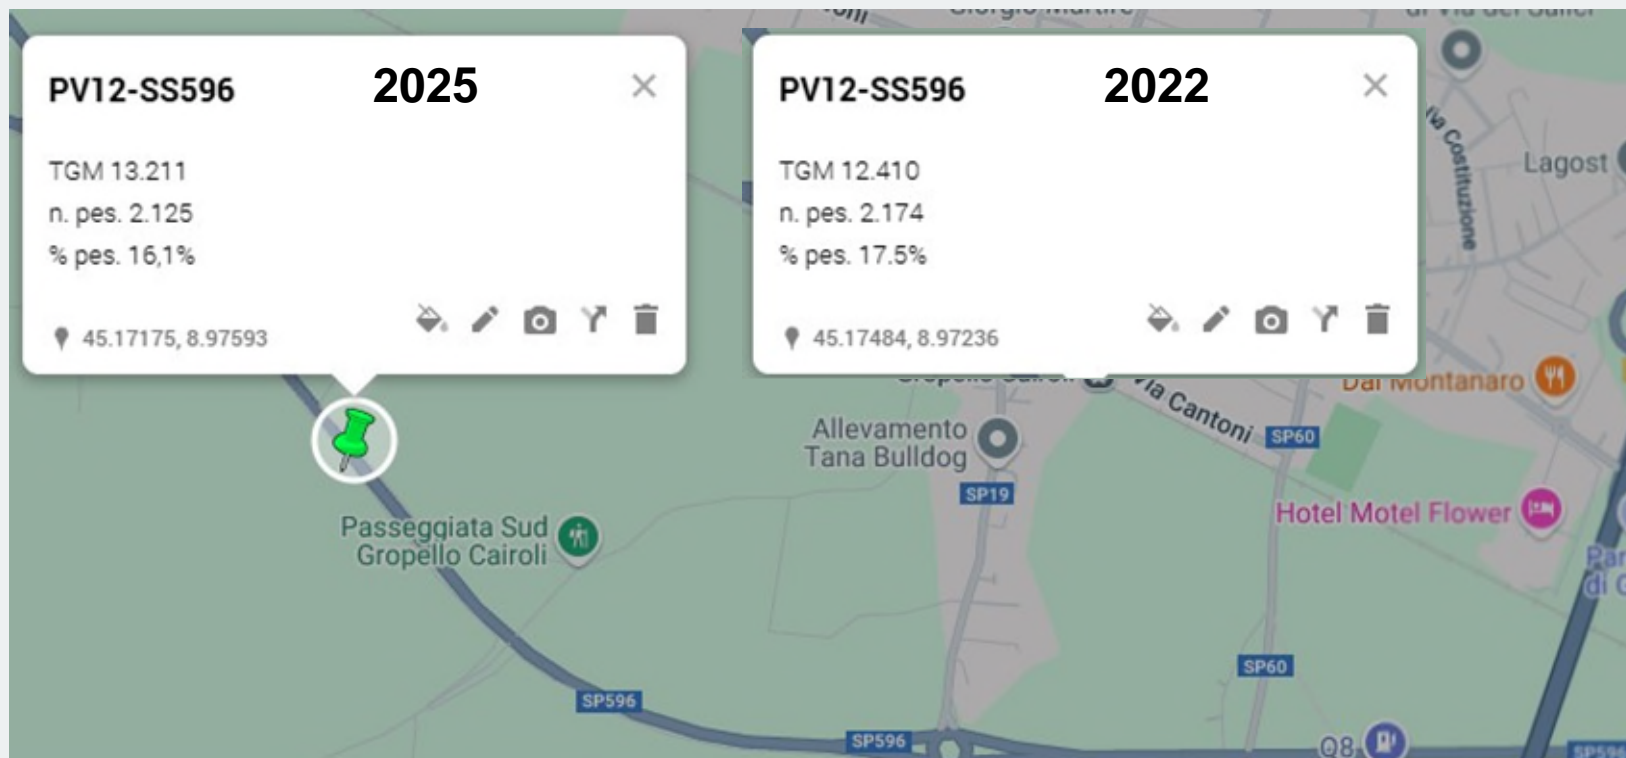 PV12-SS596
2025
TGM 13.211
n. pes. 2.125
% pes. 16,1%
45.17175, 8.97593
PV12-SS596
2022
TGM 12.410
n. pes. 2.174
% pes. 17.5%
45.17484, 8.97236
Via Costituzione
Lagost
Dal Montanaro
Via Cantoni
SP60
Allevamento
Tana Bulldog
SP19
Hotel Motel Flower
Passeggiata Sud
Gropello Cairoli
SP60
SP596
SP596
Q8
SP596